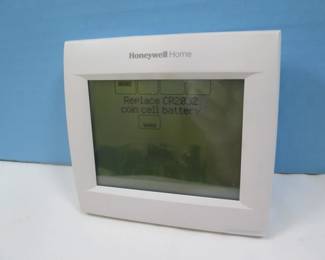 Honeywell Home
Replace CR2032
coin cell battery